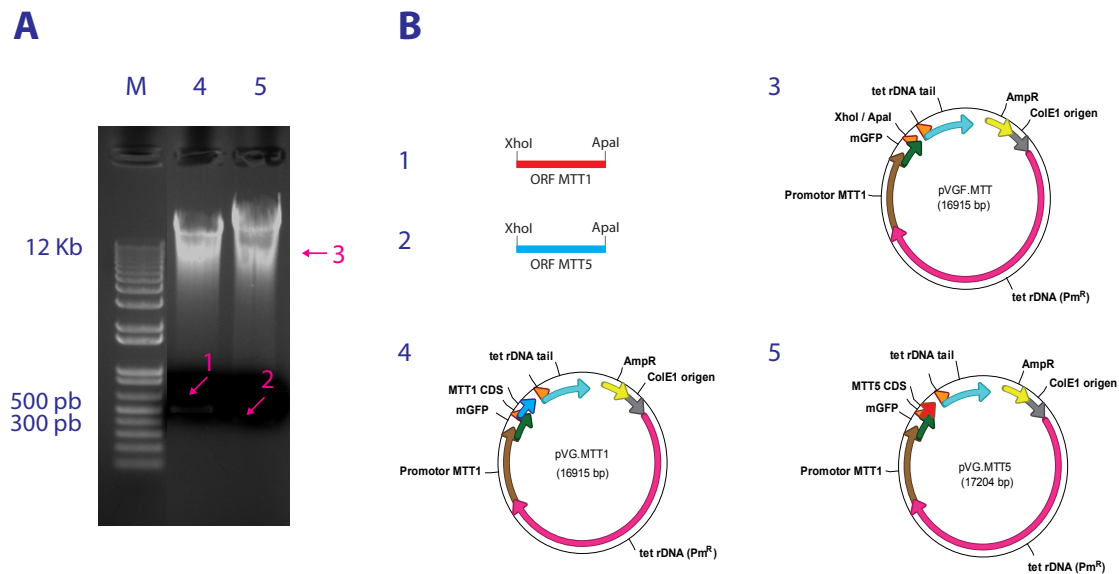 A
M 4 5
12 Kb
3
1
2
500 pb
300 pb
B
1
XhoI ApaI
ORF MTT1
2
XhoI ApaI
ORF MTT5
3
tet rDNA tail
AmpR
XhoI / ApaI
ColE1 origen
mGFP
Promotor MTT1
pVGF.MTT
(16915 bp)
tet rDNA (PmR)
4
tet rDNA tail
AmpR
MTT1 CDS
ColE1 origen
mGFP
Promotor MTT1
pVG.MTT1
(16915 bp)
tet rDNA (PmR)
5
tet rDNA tail
AmpR
MTT5 CDS
ColE1 origen
mGFP
Promotor MTT1
pVG.MTT5
(17204 bp)
tet rDNA (PmR)